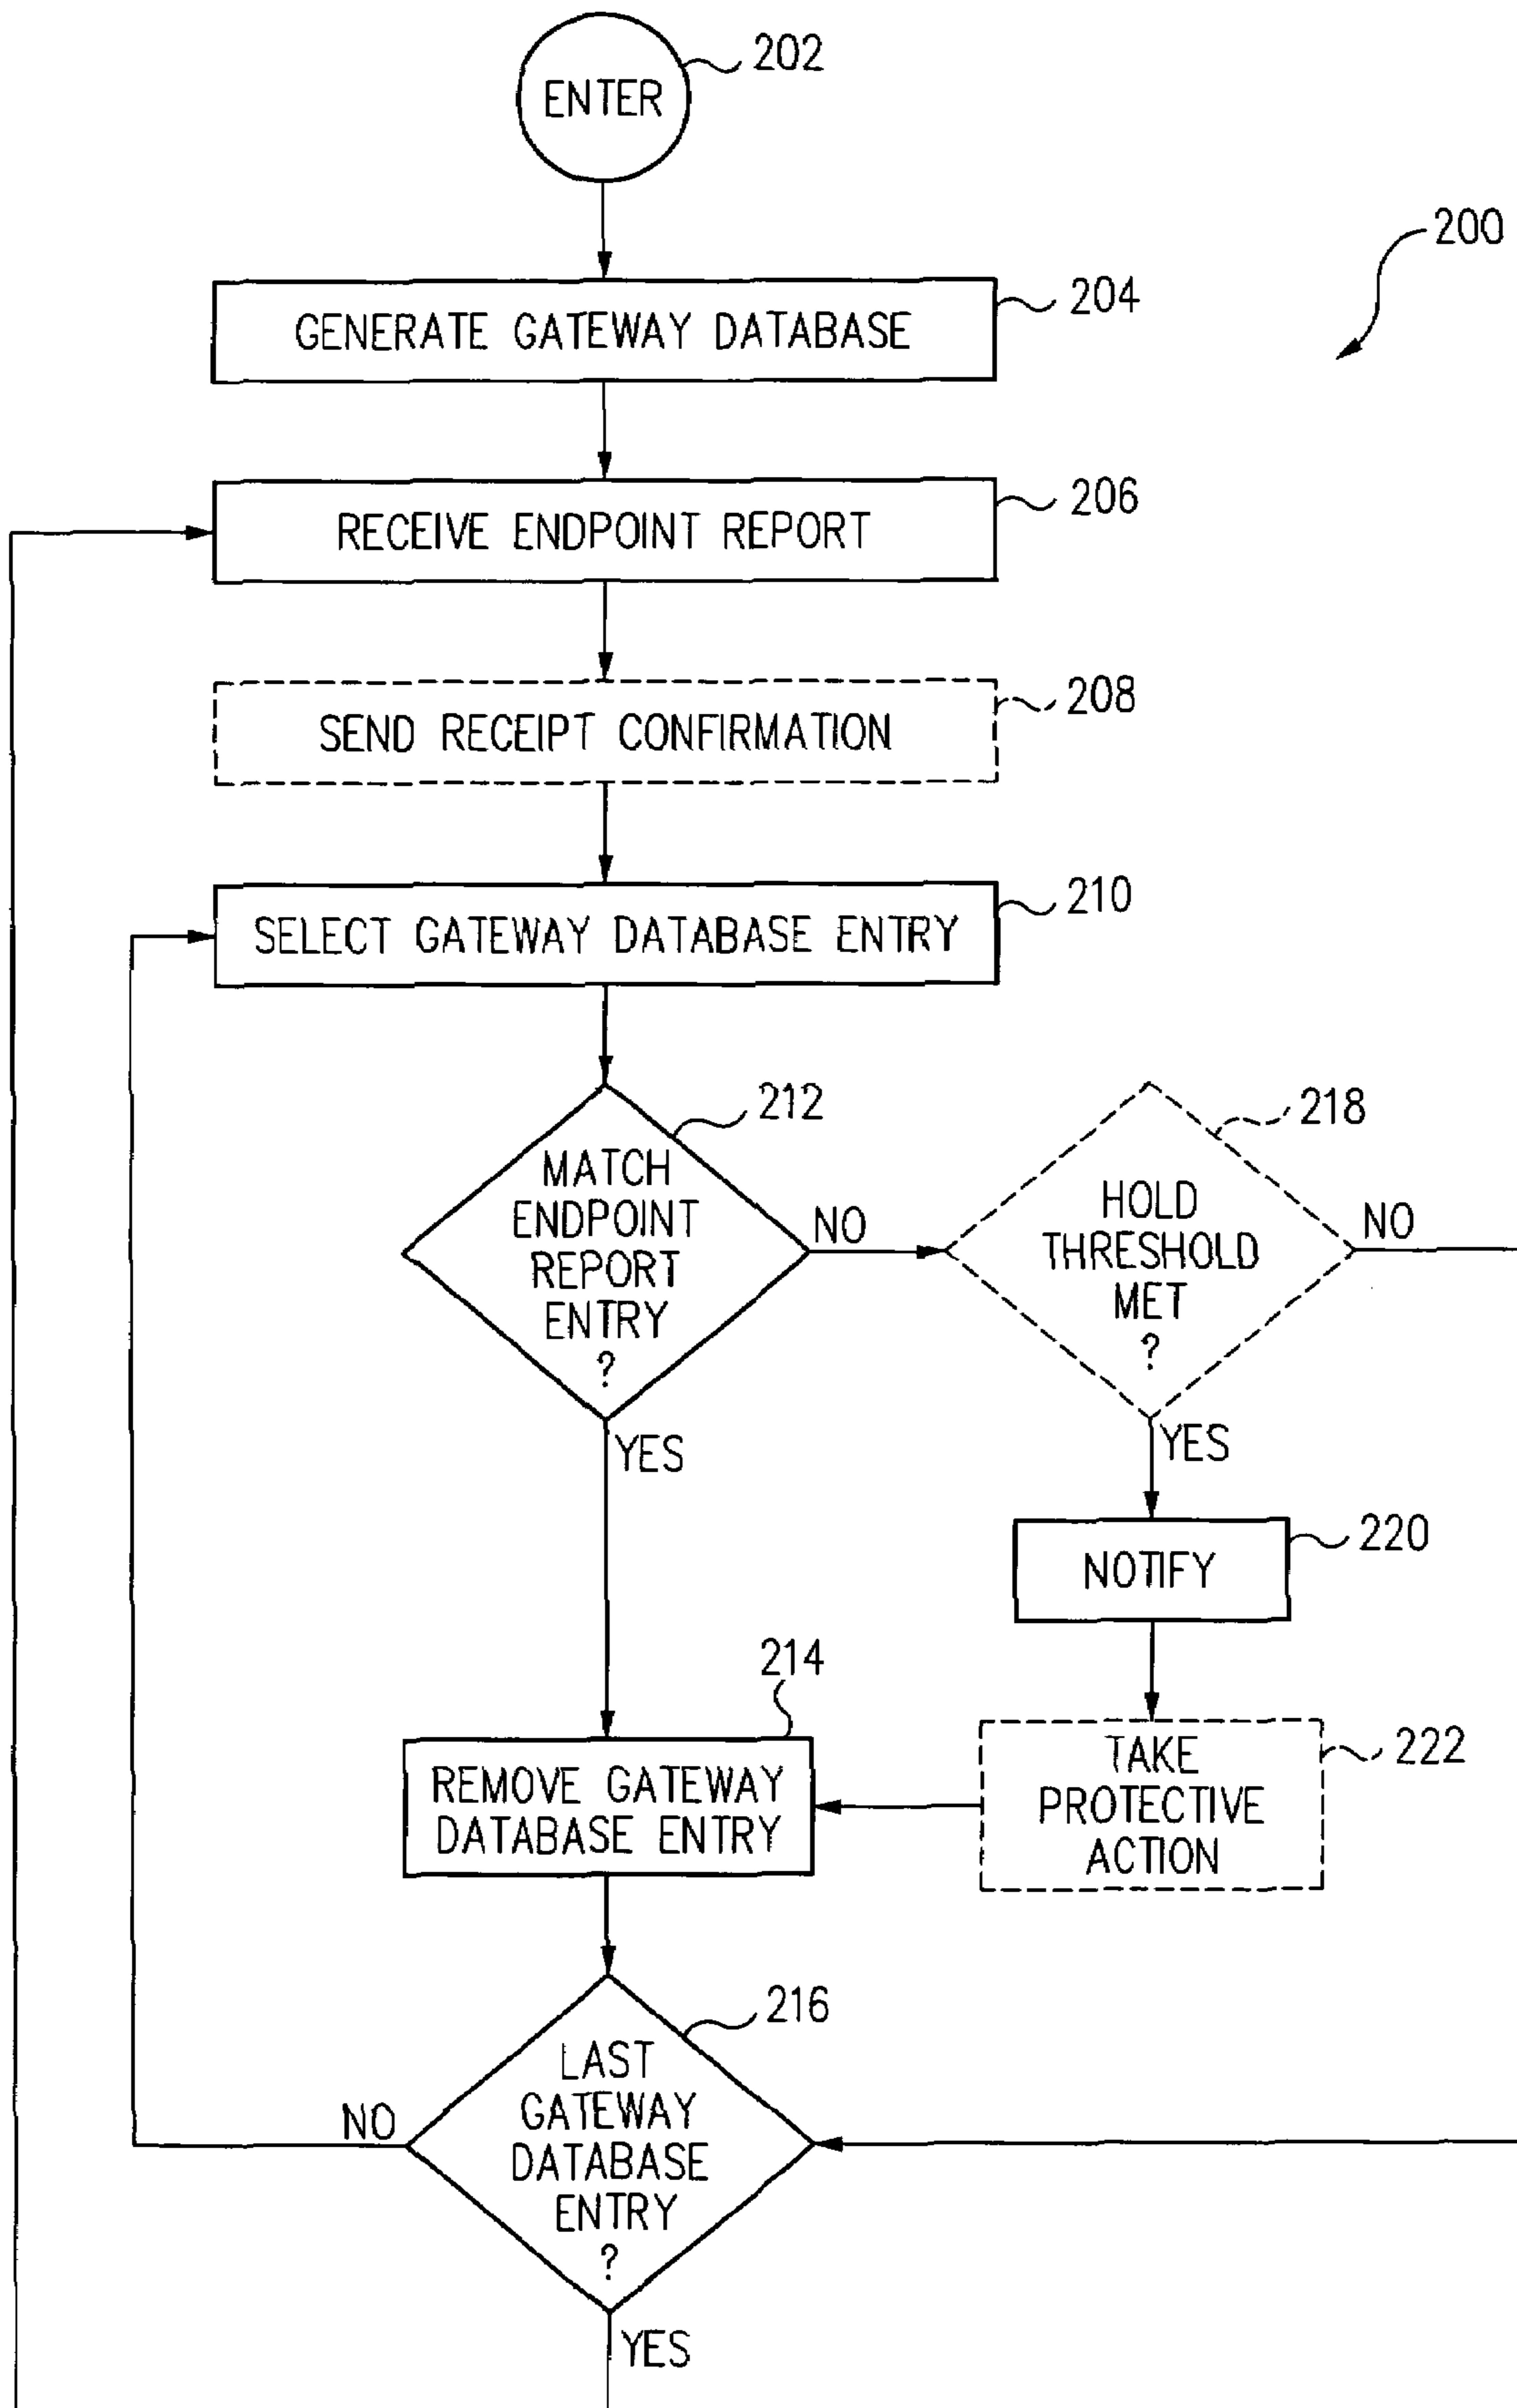 202
ENTER
200
204
GENERATE GATEWAY DATABASE
206
RECEIVE ENDPOINT REPORT
208
SEND RECEIPT CONFIRMATION
210
SELECT GATEWAY DATABASE ENTRY
212
MATCH
ENDPOINT
REPORT
ENTRY
?
NO
218
HOLD
THRESHOLD
MET
?
NO
YES
YES
220
NOTIFY
214
REMOVE GATEWAY
DATABASE ENTRY
222
TAKE
PROTECTIVE
ACTION
216
LAST
GATEWAY
DATABASE
ENTRY
?
NO
YES